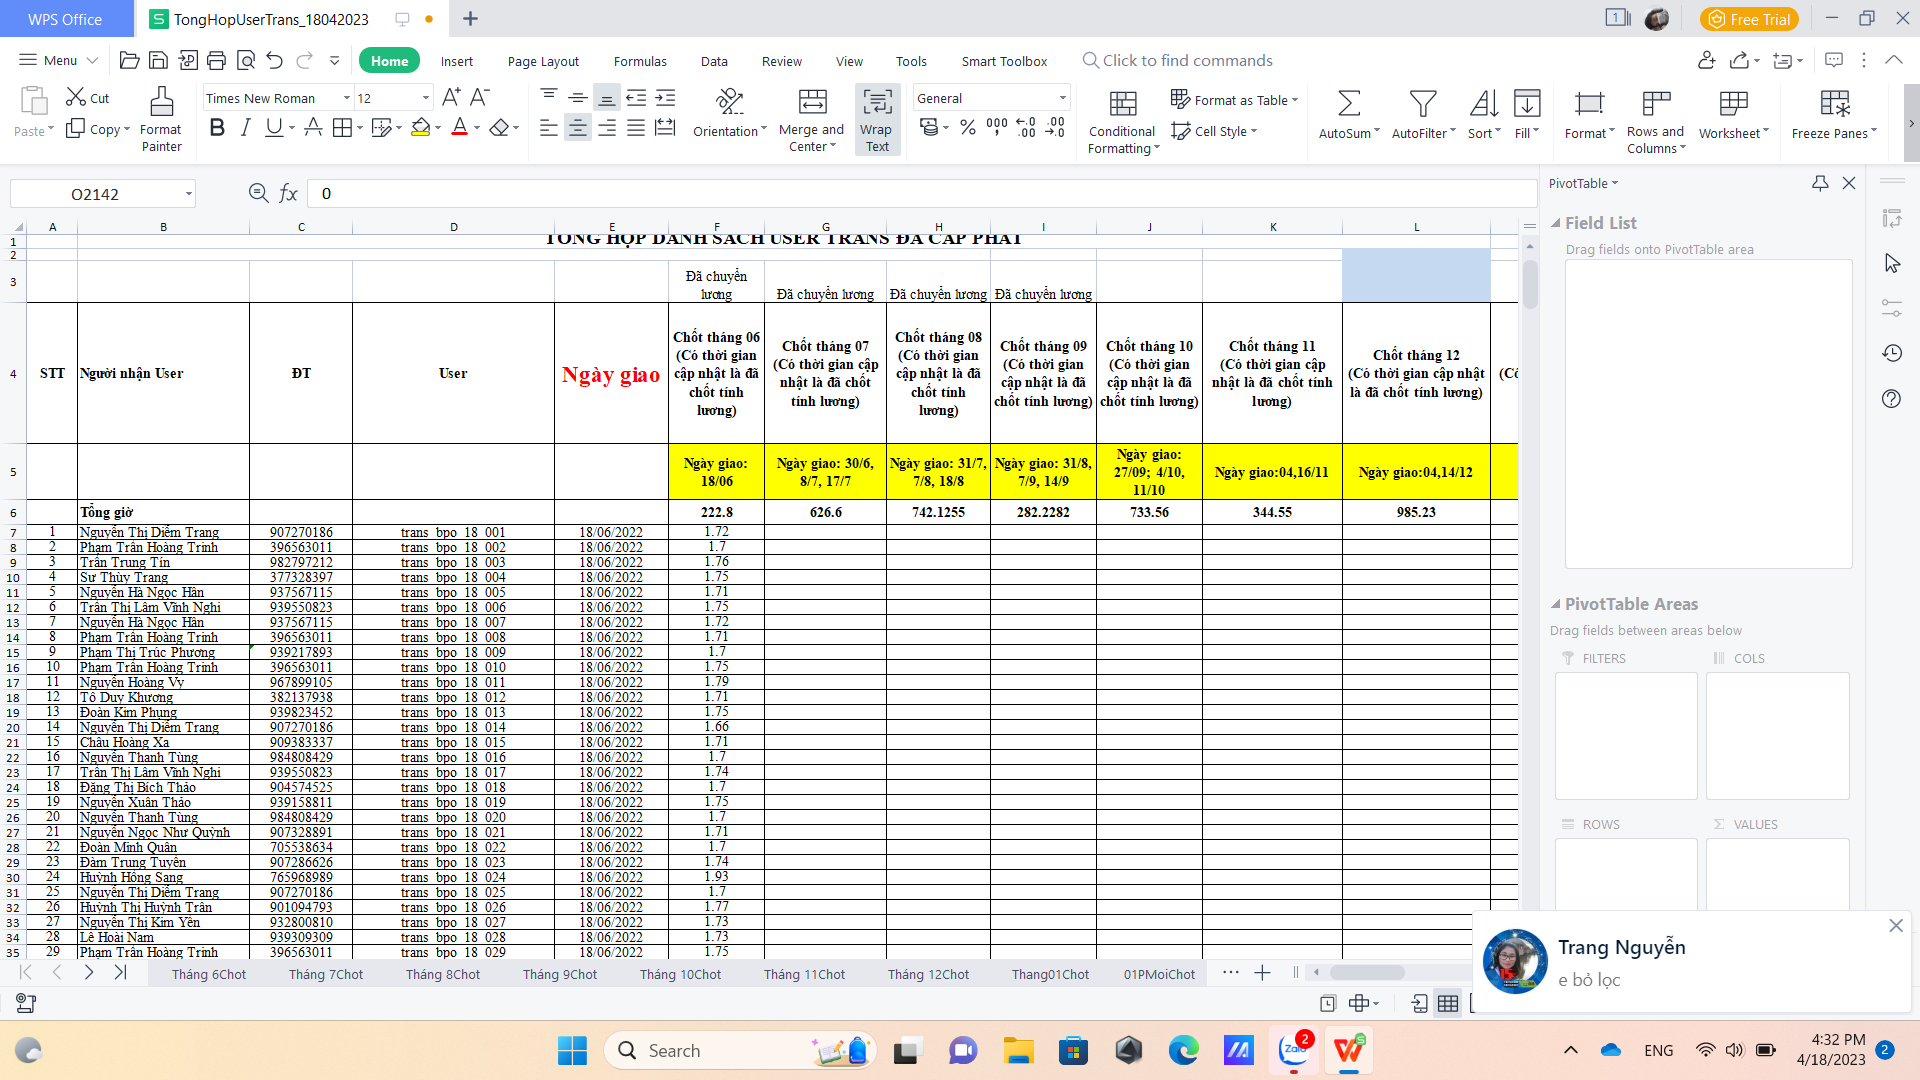 WPS Office
TongHopUserTrans_18042023
Free Trial
Menu
Home
Insert
Page Layout
Formulas
Data
Review
View
Tools
Smart Toolbox
Click to find commands
Paste
Cut
Copy
Format Painter
Times New Roman
12
Orientation
Merge and Center
Wrap Text
General
Conditional Formatting
Format as Table
Cell Style
AutoSum
AutoFilter
Sort
Fill
Format
Rows and Columns
Worksheet
Freeze Panes
O2142
fx
0
PivotTable
Field List
Drag fields onto PivotTable area
PivotTable Areas
Drag fields between areas below
FILTERS
COLS
ROWS
VALUES
A B C D E F G H I J K L
1 TỔNG HỢP DANH SÁCH USER TRANS ĐÃ CẤP PHÁT
2
3 Đã chuyển lương Đã chuyển lương Đã chuyển lương Đã chuyển lương
4 STT Người nhận User ĐT User Ngày giao Chốt tháng 06 (Có thời gian cập nhật là đã chốt tính lương) Chốt tháng 07 (Có thời gian cập nhật là đã chốt tính lương) Chốt tháng 08 (Có thời gian cập nhật là đã chốt tính lương) Chốt tháng 09 (Có thời gian cập nhật là đã chốt tính lương) Chốt tháng 10 (Có thời gian cập nhật là đã chốt tính lương) Chốt tháng 11 (Có thời gian cập nhật là đã chốt tính lương) Chốt tháng 12 (Có thời gian cập nhật là đã chốt tính lương)
5 Ngày giao: 18/06 Ngày giao: 30/6, 8/7, 17/7 Ngày giao: 31/7, 7/8, 18/8 Ngày giao: 31/8, 7/9, 14/9 Ngày giao: 27/09; 4/10, 11/10 Ngày giao:04,16/11 Ngày giao:04,14/12
6 Tổng giờ 222.8 626.6 742.1255 282.2282 733.56 344.55 985.23
7 1 Nguyễn Thị Diễm Trang 907270186 trans_bpo_18_001 18/06/2022 1.72
8 2 Phạm Trần Hoàng Trinh 396563011 trans_bpo_18_002 18/06/2022 1.7
9 3 Trần Trung Tín 982797212 trans_bpo_18_003 18/06/2022 1.76
10 4 Sư Thùy Trang 377328397 trans_bpo_18_004 18/06/2022 1.75
11 5 Nguyễn Hà Ngọc Hân 937567115 trans_bpo_18_005 18/06/2022 1.71
12 6 Trần Thị Lâm Vĩnh Nghi 939550823 trans_bpo_18_006 18/06/2022 1.75
13 7 Nguyễn Hà Ngọc Hân 937567115 trans_bpo_18_007 18/06/2022 1.72
14 8 Phạm Trần Hoàng Trinh 396563011 trans_bpo_18_008 18/06/2022 1.71
15 9 Phạm Thị Trúc Phương 939217893 trans_bpo_18_009 18/06/2022 1.7
16 10 Phạm Trần Hoàng Trinh 396563011 trans_bpo_18_010 18/06/2022 1.75
17 11 Nguyễn Hoàng Vy 967899105 trans_bpo_18_011 18/06/2022 1.79
18 12 Tô Duy Khương 382137938 trans_bpo_18_012 18/06/2022 1.71
19 13 Đoàn Kim Phụng 939823452 trans_bpo_18_013 18/06/2022 1.75
20 14 Nguyễn Thị Diễm Trang 907270186 trans_bpo_18_014 18/06/2022 1.66
21 15 Châu Hoàng Xa 909383337 trans_bpo_18_015 18/06/2022 1.71
22 16 Nguyễn Thanh Tùng 984808429 trans_bpo_18_016 18/06/2022 1.7
23 17 Trần Thị Lâm Vĩnh Nghi 939550823 trans_bpo_18_017 18/06/2022 1.74
24 18 Đặng Thị Bích Thảo 904574525 trans_bpo_18_018 18/06/2022 1.7
25 19 Nguyễn Xuân Thảo 939158811 trans_bpo_18_019 18/06/2022 1.75
26 20 Nguyễn Thanh Tùng 984808429 trans_bpo_18_020 18/06/2022 1.7
27 21 Nguyễn Ngọc Như Quỳnh 907328891 trans_bpo_18_021 18/06/2022 1.71
28 22 Đoàn Minh Quân 705538634 trans_bpo_18_022 18/06/2022 1.7
29 23 Đàm Trung Tuyên 907286626 trans_bpo_18_023 18/06/2022 1.74
30 24 Huỳnh Hồng Sang 765968989 trans_bpo_18_024 18/06/2022 1.93
31 25 Nguyễn Thị Diễm Trang 907270186 trans_bpo_18_025 18/06/2022 1.7
32 26 Huỳnh Thị Huỳnh Trân 901094793 trans_bpo_18_026 18/06/2022 1.77
33 27 Nguyễn Thị Kim Yến 932800810 trans_bpo_18_027 18/06/2022 1.73
34 28 Lê Hoài Nam 939309309 trans_bpo_18_028 18/06/2022 1.73
35 29 Phạm Trần Hoàng Trinh 396563011 trans_bpo_18_029 18/06/2022 1.75
Tháng 6Chot
Tháng 7Chot
Tháng 8Chot
Tháng 9Chot
Tháng 10Chot
Tháng 11Chot
Tháng 12Chot
Thang01Chot
01PMoiChot
Trang Nguyễn
e bỏ lọc
Search
Zalo
2
ENG
4:32 PM
4/18/2023
2